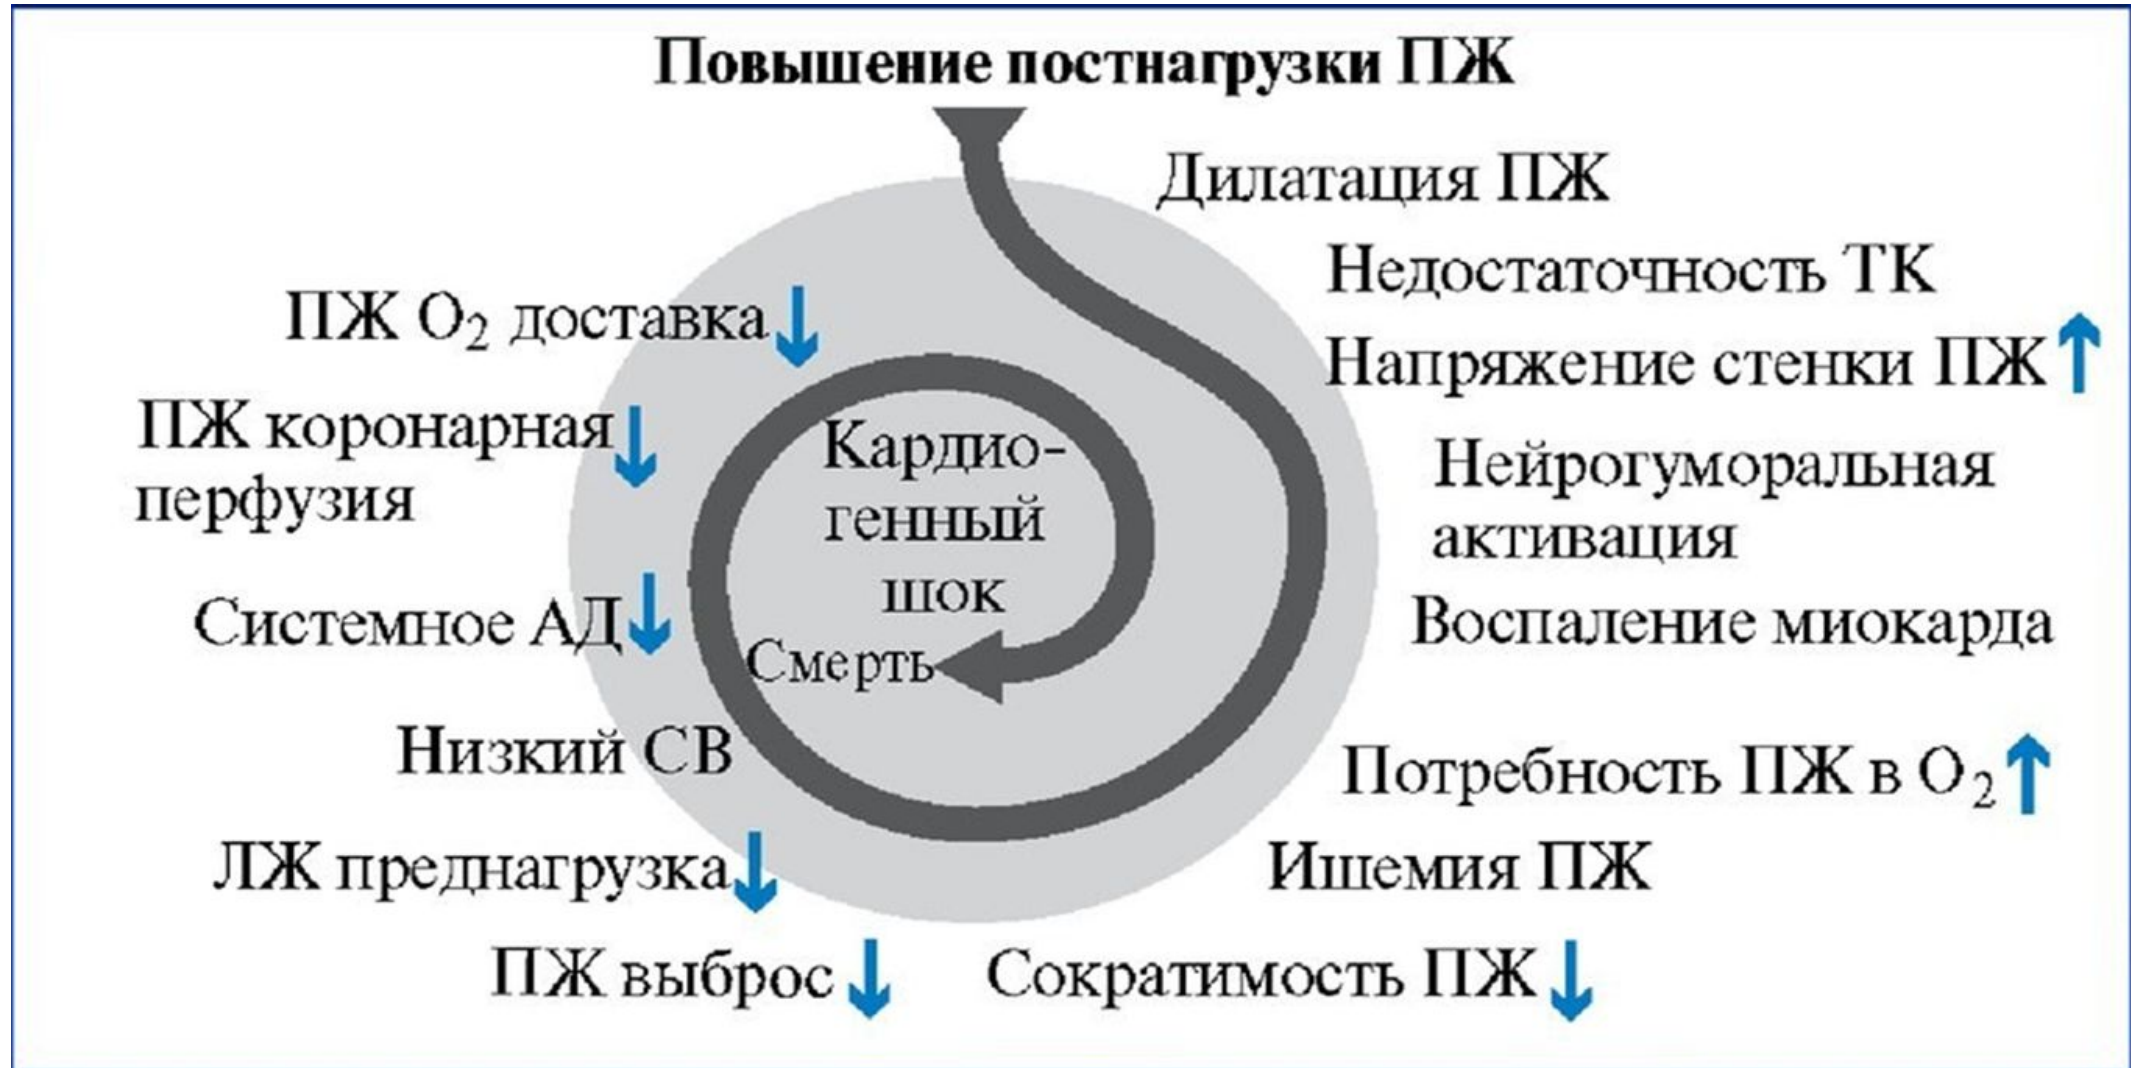 Повышение постнагрузки ПЖ
Дилатация ПЖ
Недостаточность ТК
Напряжение стенки ПЖ↑
Нейрогуморальная
активация
Воспаление миокарда
Потребность ПЖ в O₂↑
Ишемия ПЖ
Сократимость ПЖ↓
ПЖ выброс↓
ЛЖ преднагрузка↓
Низкий СВ
Системное АД↓
ПЖ коронарная↓
перфузия
ПЖ O₂ доставка↓
Кардио-
генный
шок
Смерть